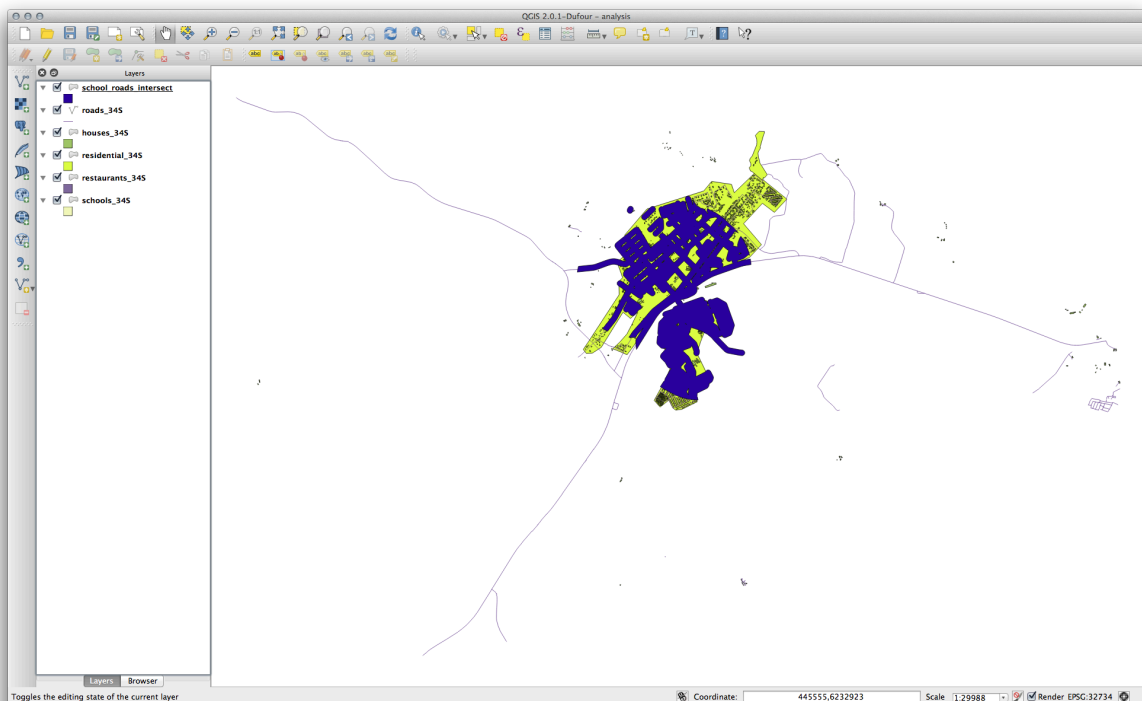 QGIS 2.0.1-Dufour - analysis
Layers
school_roads_intersect
roads_34S
houses_34S
residential_34S
restaurants_34S
schools_34S
Layers Browser
Toggles the editing state of the current layer
Coordinate: 445555,6232923 Scale 1:29988 Render EPSG:32734